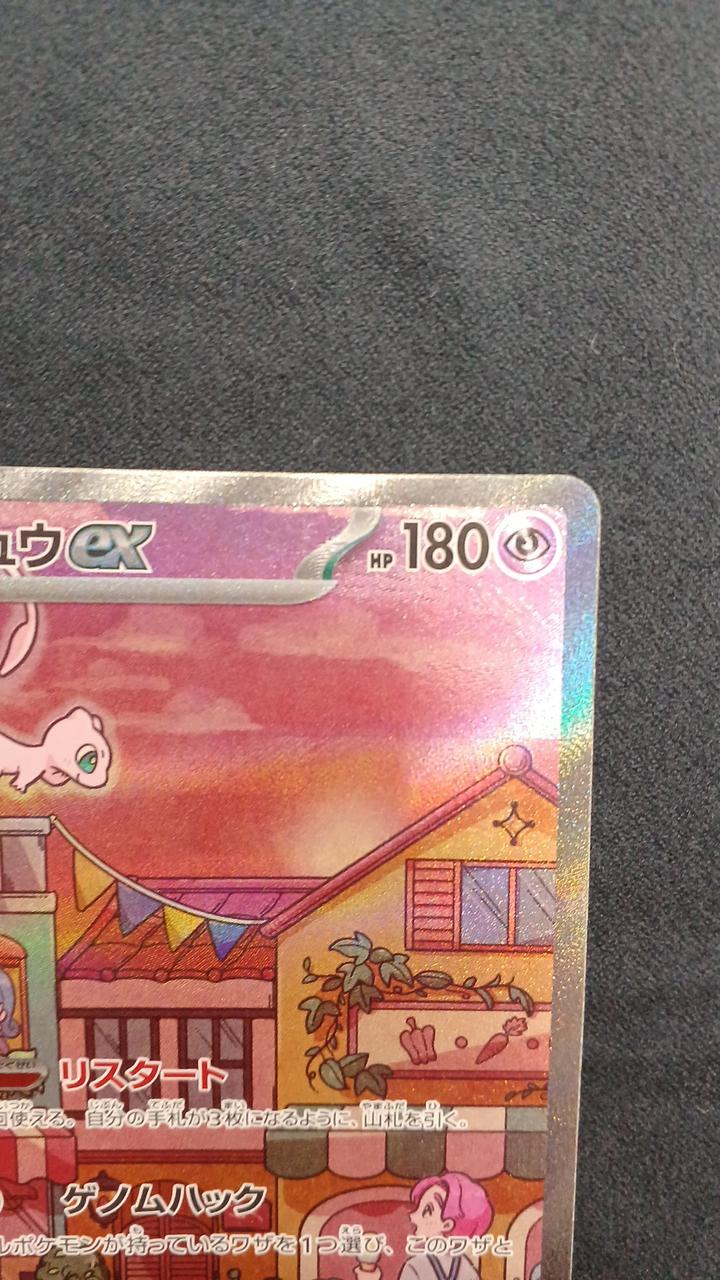 ュウex HP 180
リスタート
使える。自分の手札が3枚になるように、山札を引く。
ゲノムハック
ルポケモンが持っているワザを1つ選び、このワザと